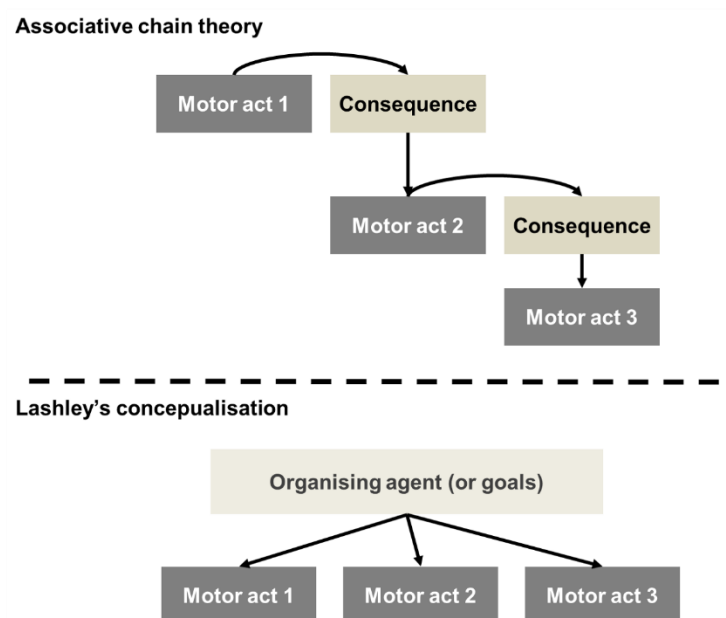 Associative chain theory
Motor act 1
Consequence
Motor act 2
Consequence
Motor act 3
Lashley’s concepualisation
Organising agent (or goals)
Motor act 1
Motor act 2
Motor act 3